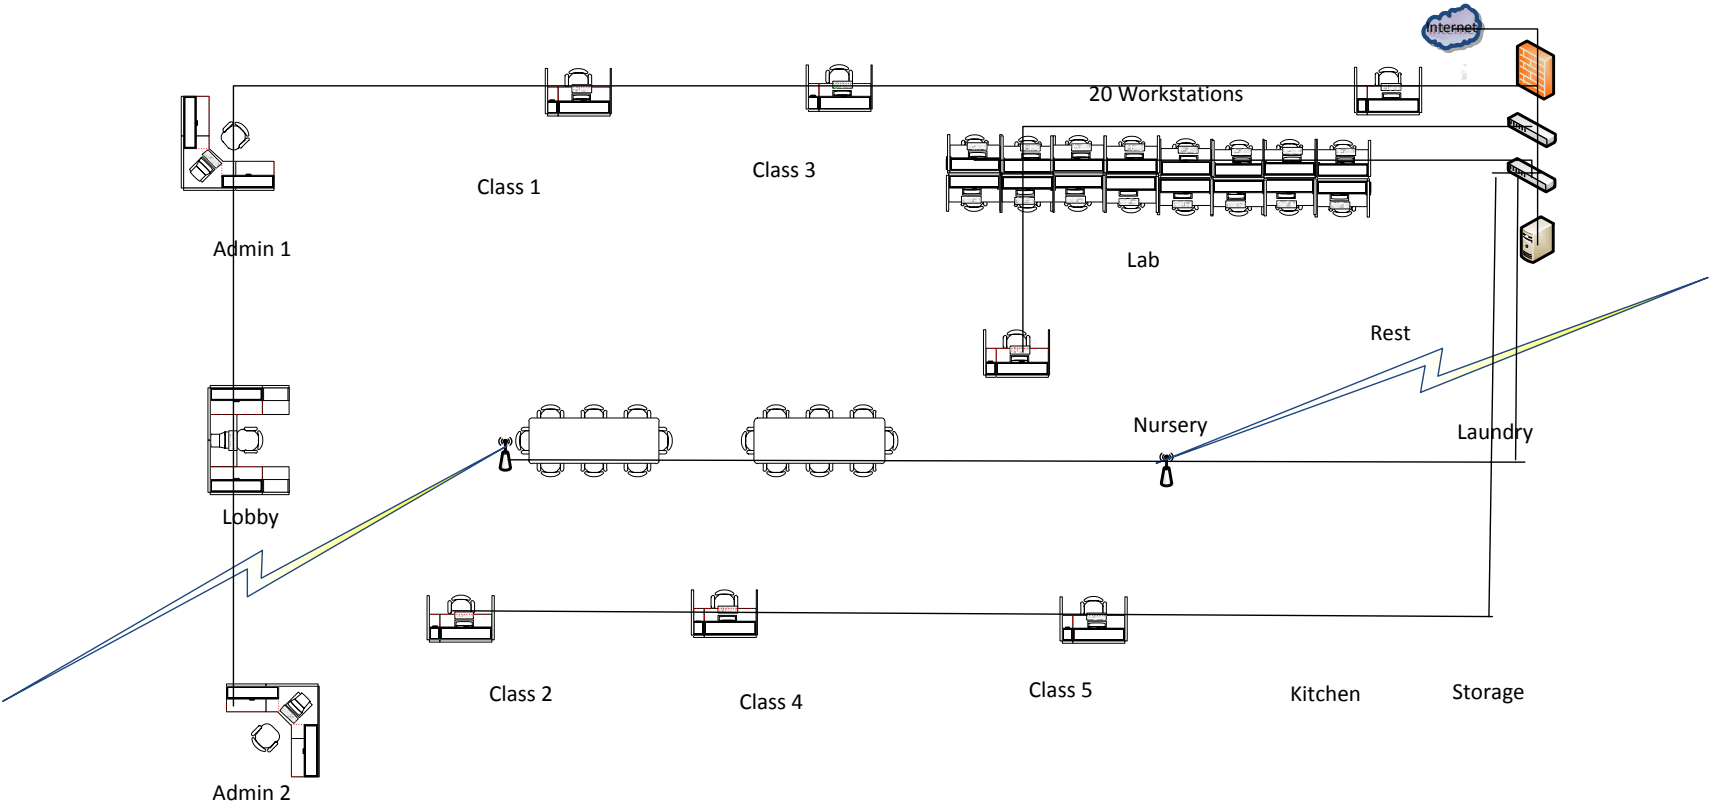 Internet
20 Workstations
Class 3
Class 1
Admin 1
Lab
Rest
Nursery
Laundry
Lobby
Class 2
Class 4
Class 5
Kitchen
Storage
Admin 2